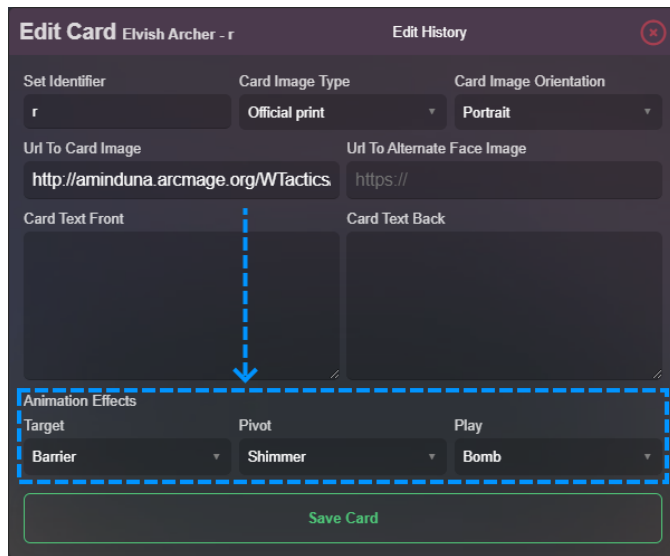 Edit Card Elvish Archer - r Edit History
Set Identifier Card Image Type Card Image Orientation
r Official print Portrait
Url To Card Image Url To Alternate Face Image
http://aminduna.arcmage.org/WTactics https://
Card Text Front Card Text Back
Animation Effects
Target Pivot Play
Barrier Shimmer Bomb
Save Card